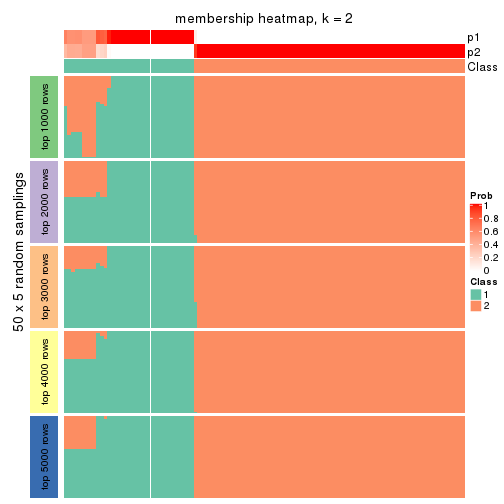 membership heatmap, k = 2
p1
p2
Class
50 x 5 random samplings
top 1000 rows
top 2000 rows
top 3000 rows
top 4000 rows
top 5000 rows
Prob
1
0.8
0.6
0.4
0.2
0
Class
1
2